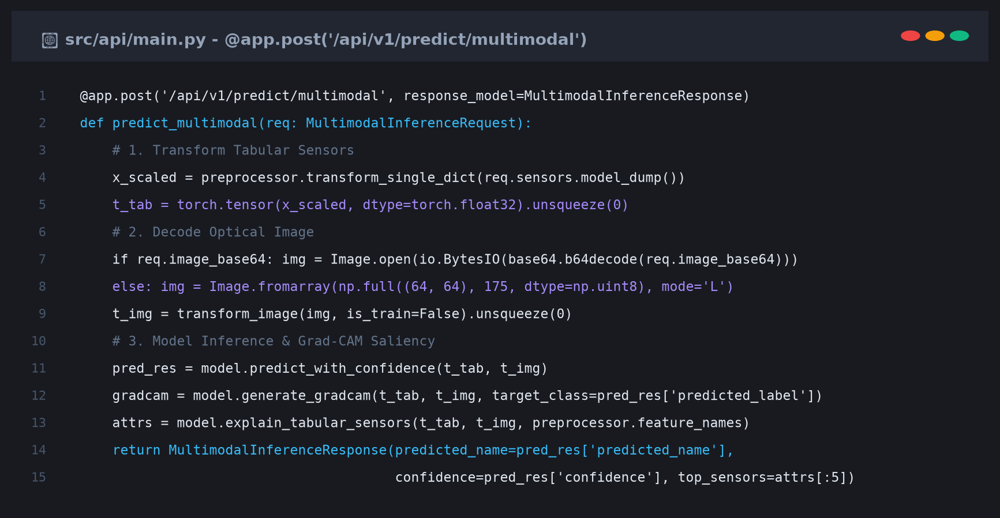 src/api/main.py - @app.post('/api/v1/predict/multimodal')
1 @app.post('/api/v1/predict/multimodal', response_model=MultimodalInferenceResponse)
2 def predict_multimodal(req: MultimodalInferenceRequest):
3     # 1. Transform Tabular Sensors
4     x_scaled = preprocessor.transform_single_dict(req.sensors.model_dump())
5     t_tab = torch.tensor(x_scaled, dtype=torch.float32).unsqueeze(0)
6     # 2. Decode Optical Image
7     if req.image_base64: img = Image.open(io.BytesIO(base64.b64decode(req.image_base64)))
8     else: img = Image.fromarray(np.full((64, 64), 175, dtype=np.uint8), mode='L')
9     t_img = transform_image(img, is_train=False).unsqueeze(0)
10     # 3. Model Inference & Grad-CAM Saliency
11     pred_res = model.predict_with_confidence(t_tab, t_img)
12     gradcam = model.generate_gradcam(t_tab, t_img, target_class=pred_res['predicted_label'])
13     attrs = model.explain_tabular_sensors(t_tab, t_img, preprocessor.feature_names)
14     return MultimodalInferenceResponse(predicted_name=pred_res['predicted_name'],
15                                        confidence=pred_res['confidence'], top_sensors=attrs[:5])